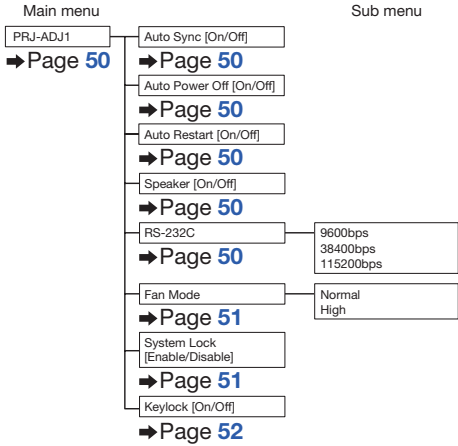 Main menu
Sub menu
PRJ-ADJ1
➡Page 50
Auto Sync [On/Off]
➡Page 50
Auto Power Off [On/Off]
➡Page 50
Auto Restart [On/Off]
➡Page 50
Speaker [On/Off]
➡Page 50
RS-232C
➡Page 50
9600bps
38400bps
115200bps
Fan Mode
➡Page 51
Normal
High
System Lock
[Enable/Disable]
➡Page 51
Keylock [On/Off]
➡Page 52